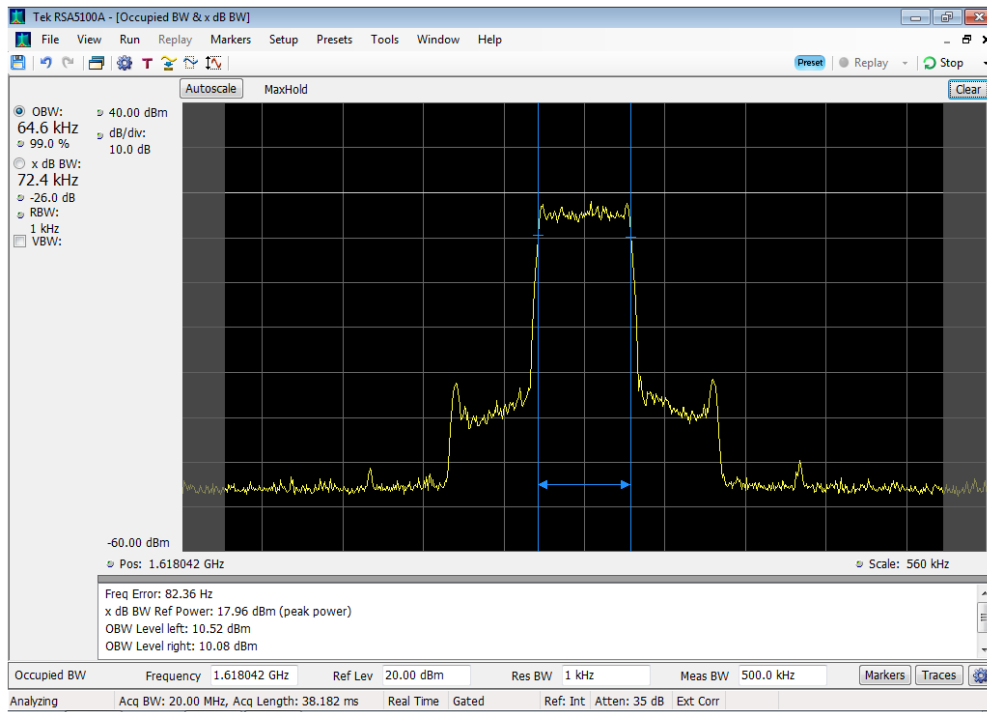 Tek RSA5100A - [Occupied BW & x dB BW]
File View Run Replay Markers Setup Presets Tools Window Help
T Preset Replay Stop
Autoscale MaxHold Clear
OBW:
64.6 kHz
99.0 %
x dB BW:
72.4 kHz
-26.0 dB
RBW:
1 kHz
VBW:
40.00 dBm
dB/div:
10.0 dB
-60.00 dBm
Pos: 1.618042 GHz Scale: 560 kHz
Freq Error: 82.36 Hz
x dB BW Ref Power: 17.96 dBm (peak power)
OBW Level left: 10.52 dBm
OBW Level right: 10.08 dBm
Occupied BW Frequency 1.618042 GHz Ref Lev 20.00 dBm Res BW 1 kHz Meas BW 500.0 kHz Markers Traces
Analyzing Acq BW: 20.00 MHz, Acq Length: 38.182 ms Real Time Gated Ref: Int Atten: 35 dB Ext Corr